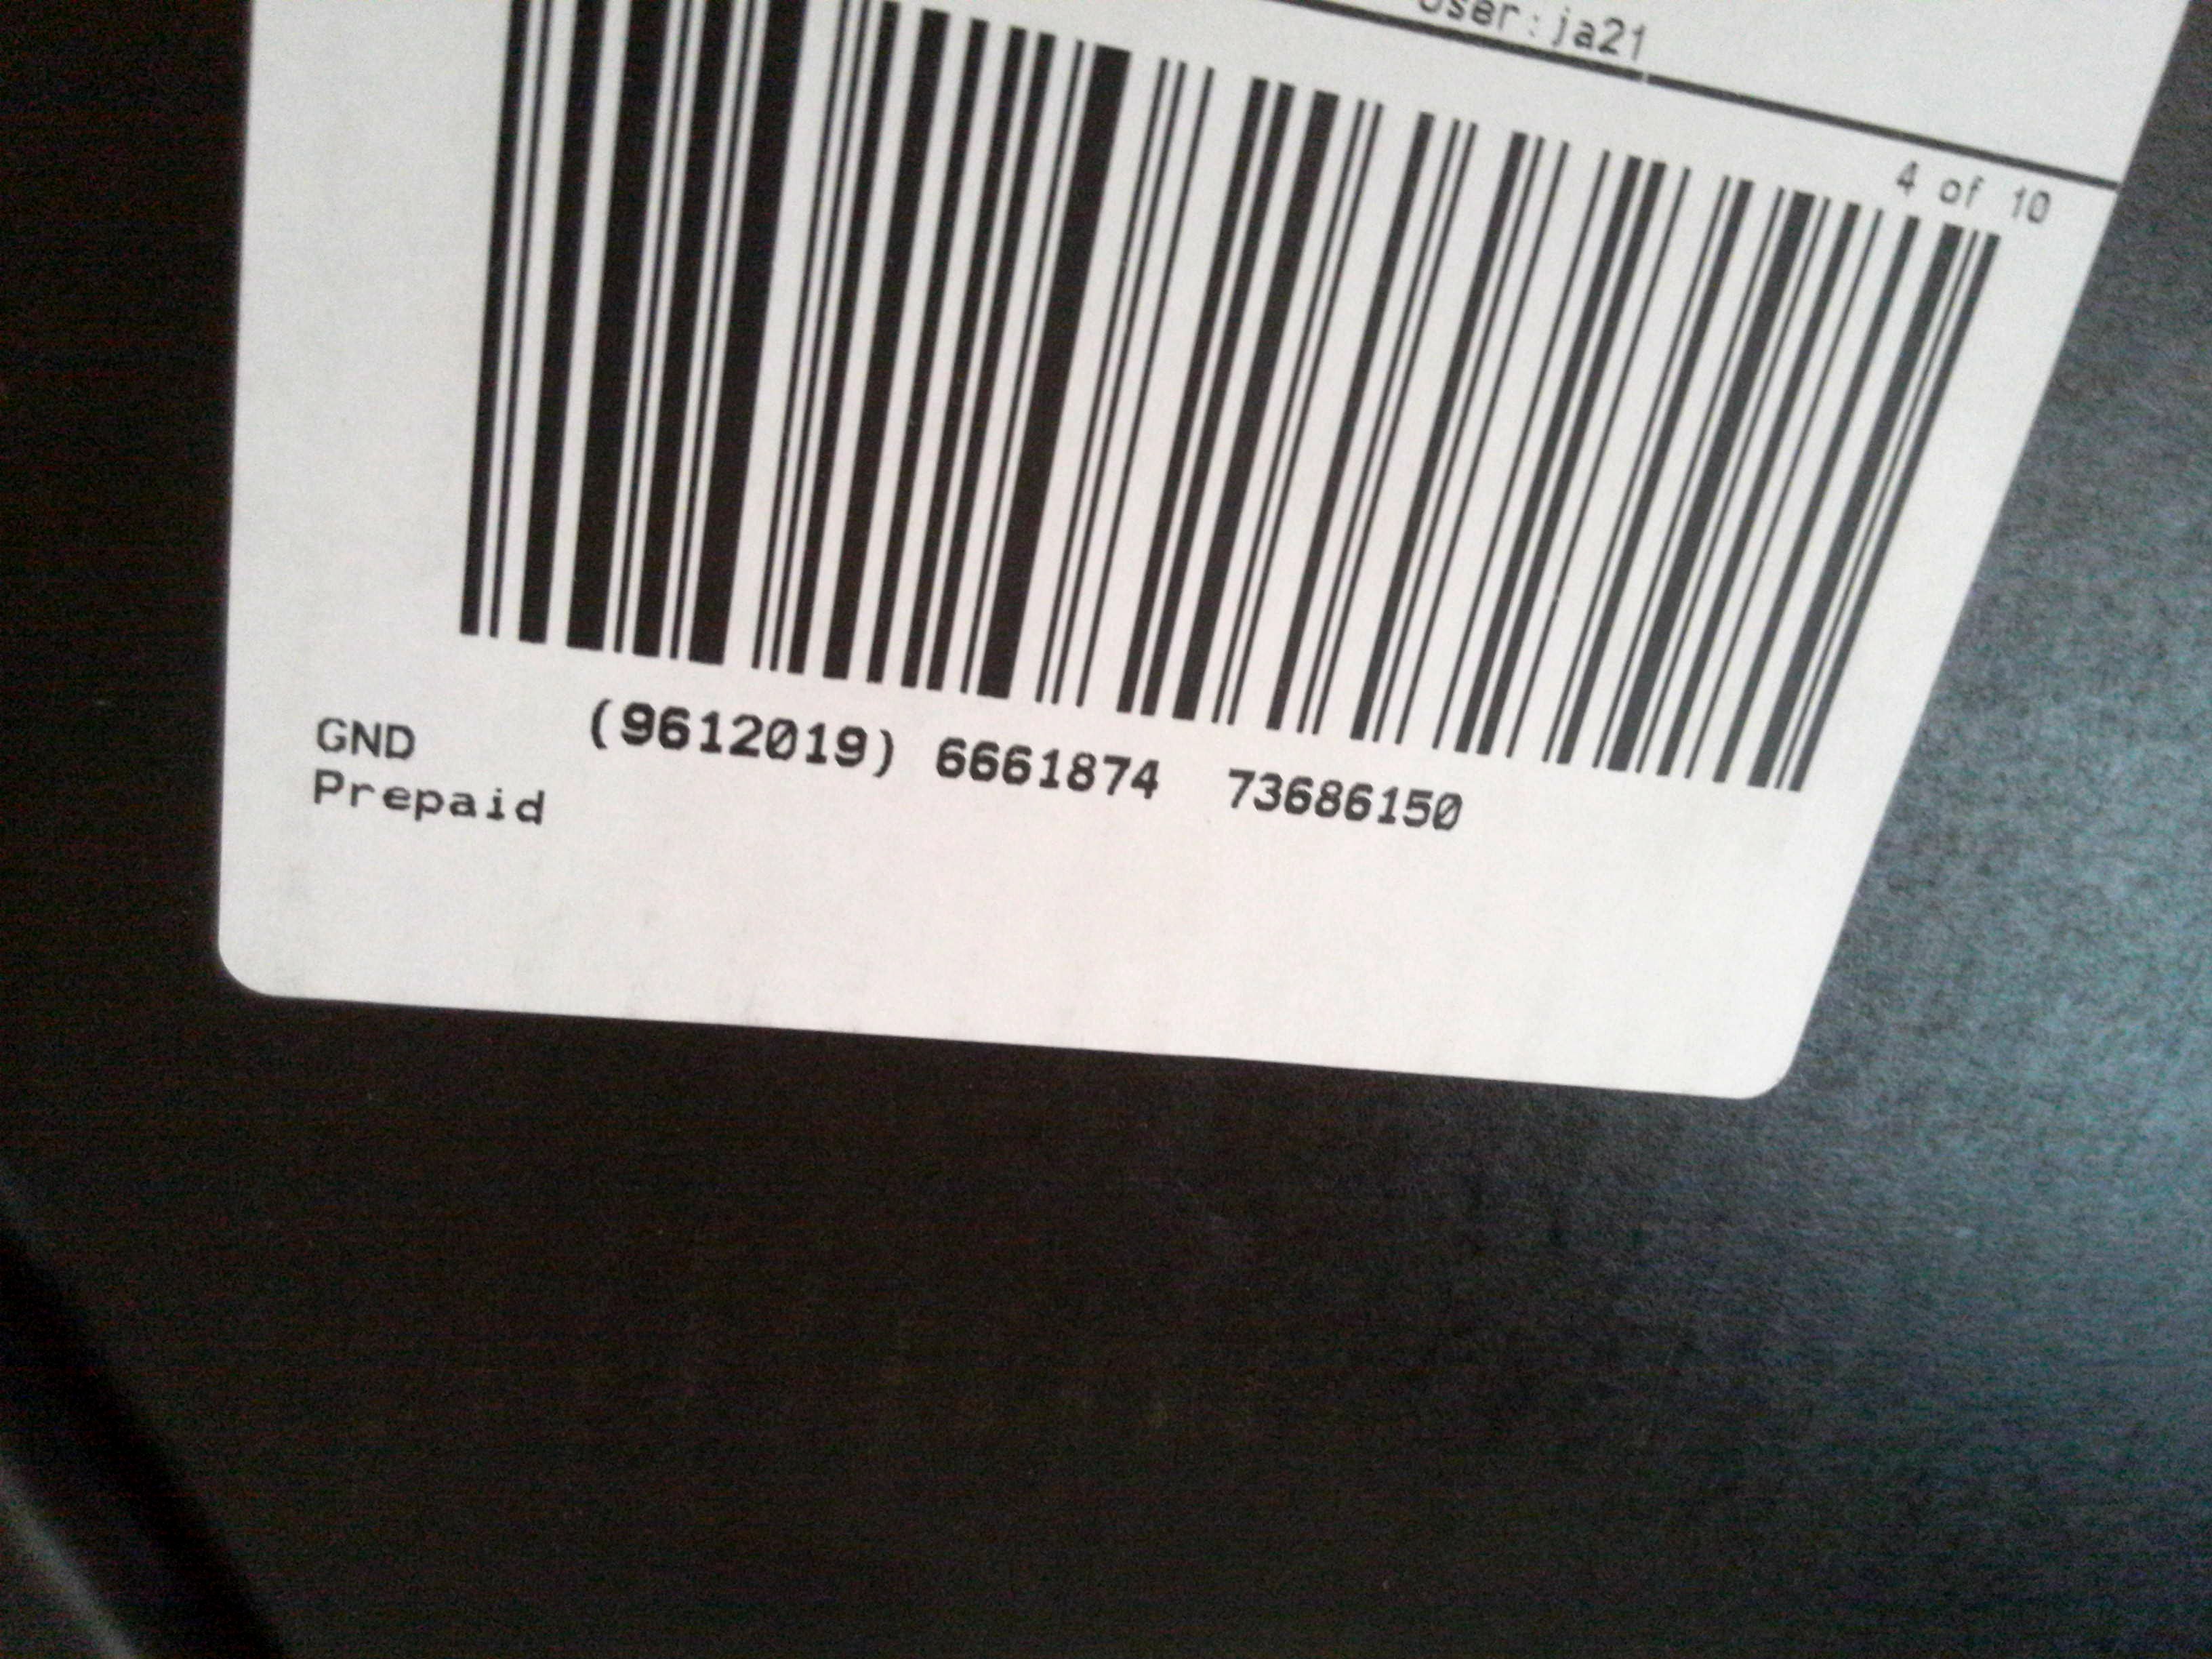 User:ja21
4 of 10
(9612019) 6661874 73686150
GND
Prepaid